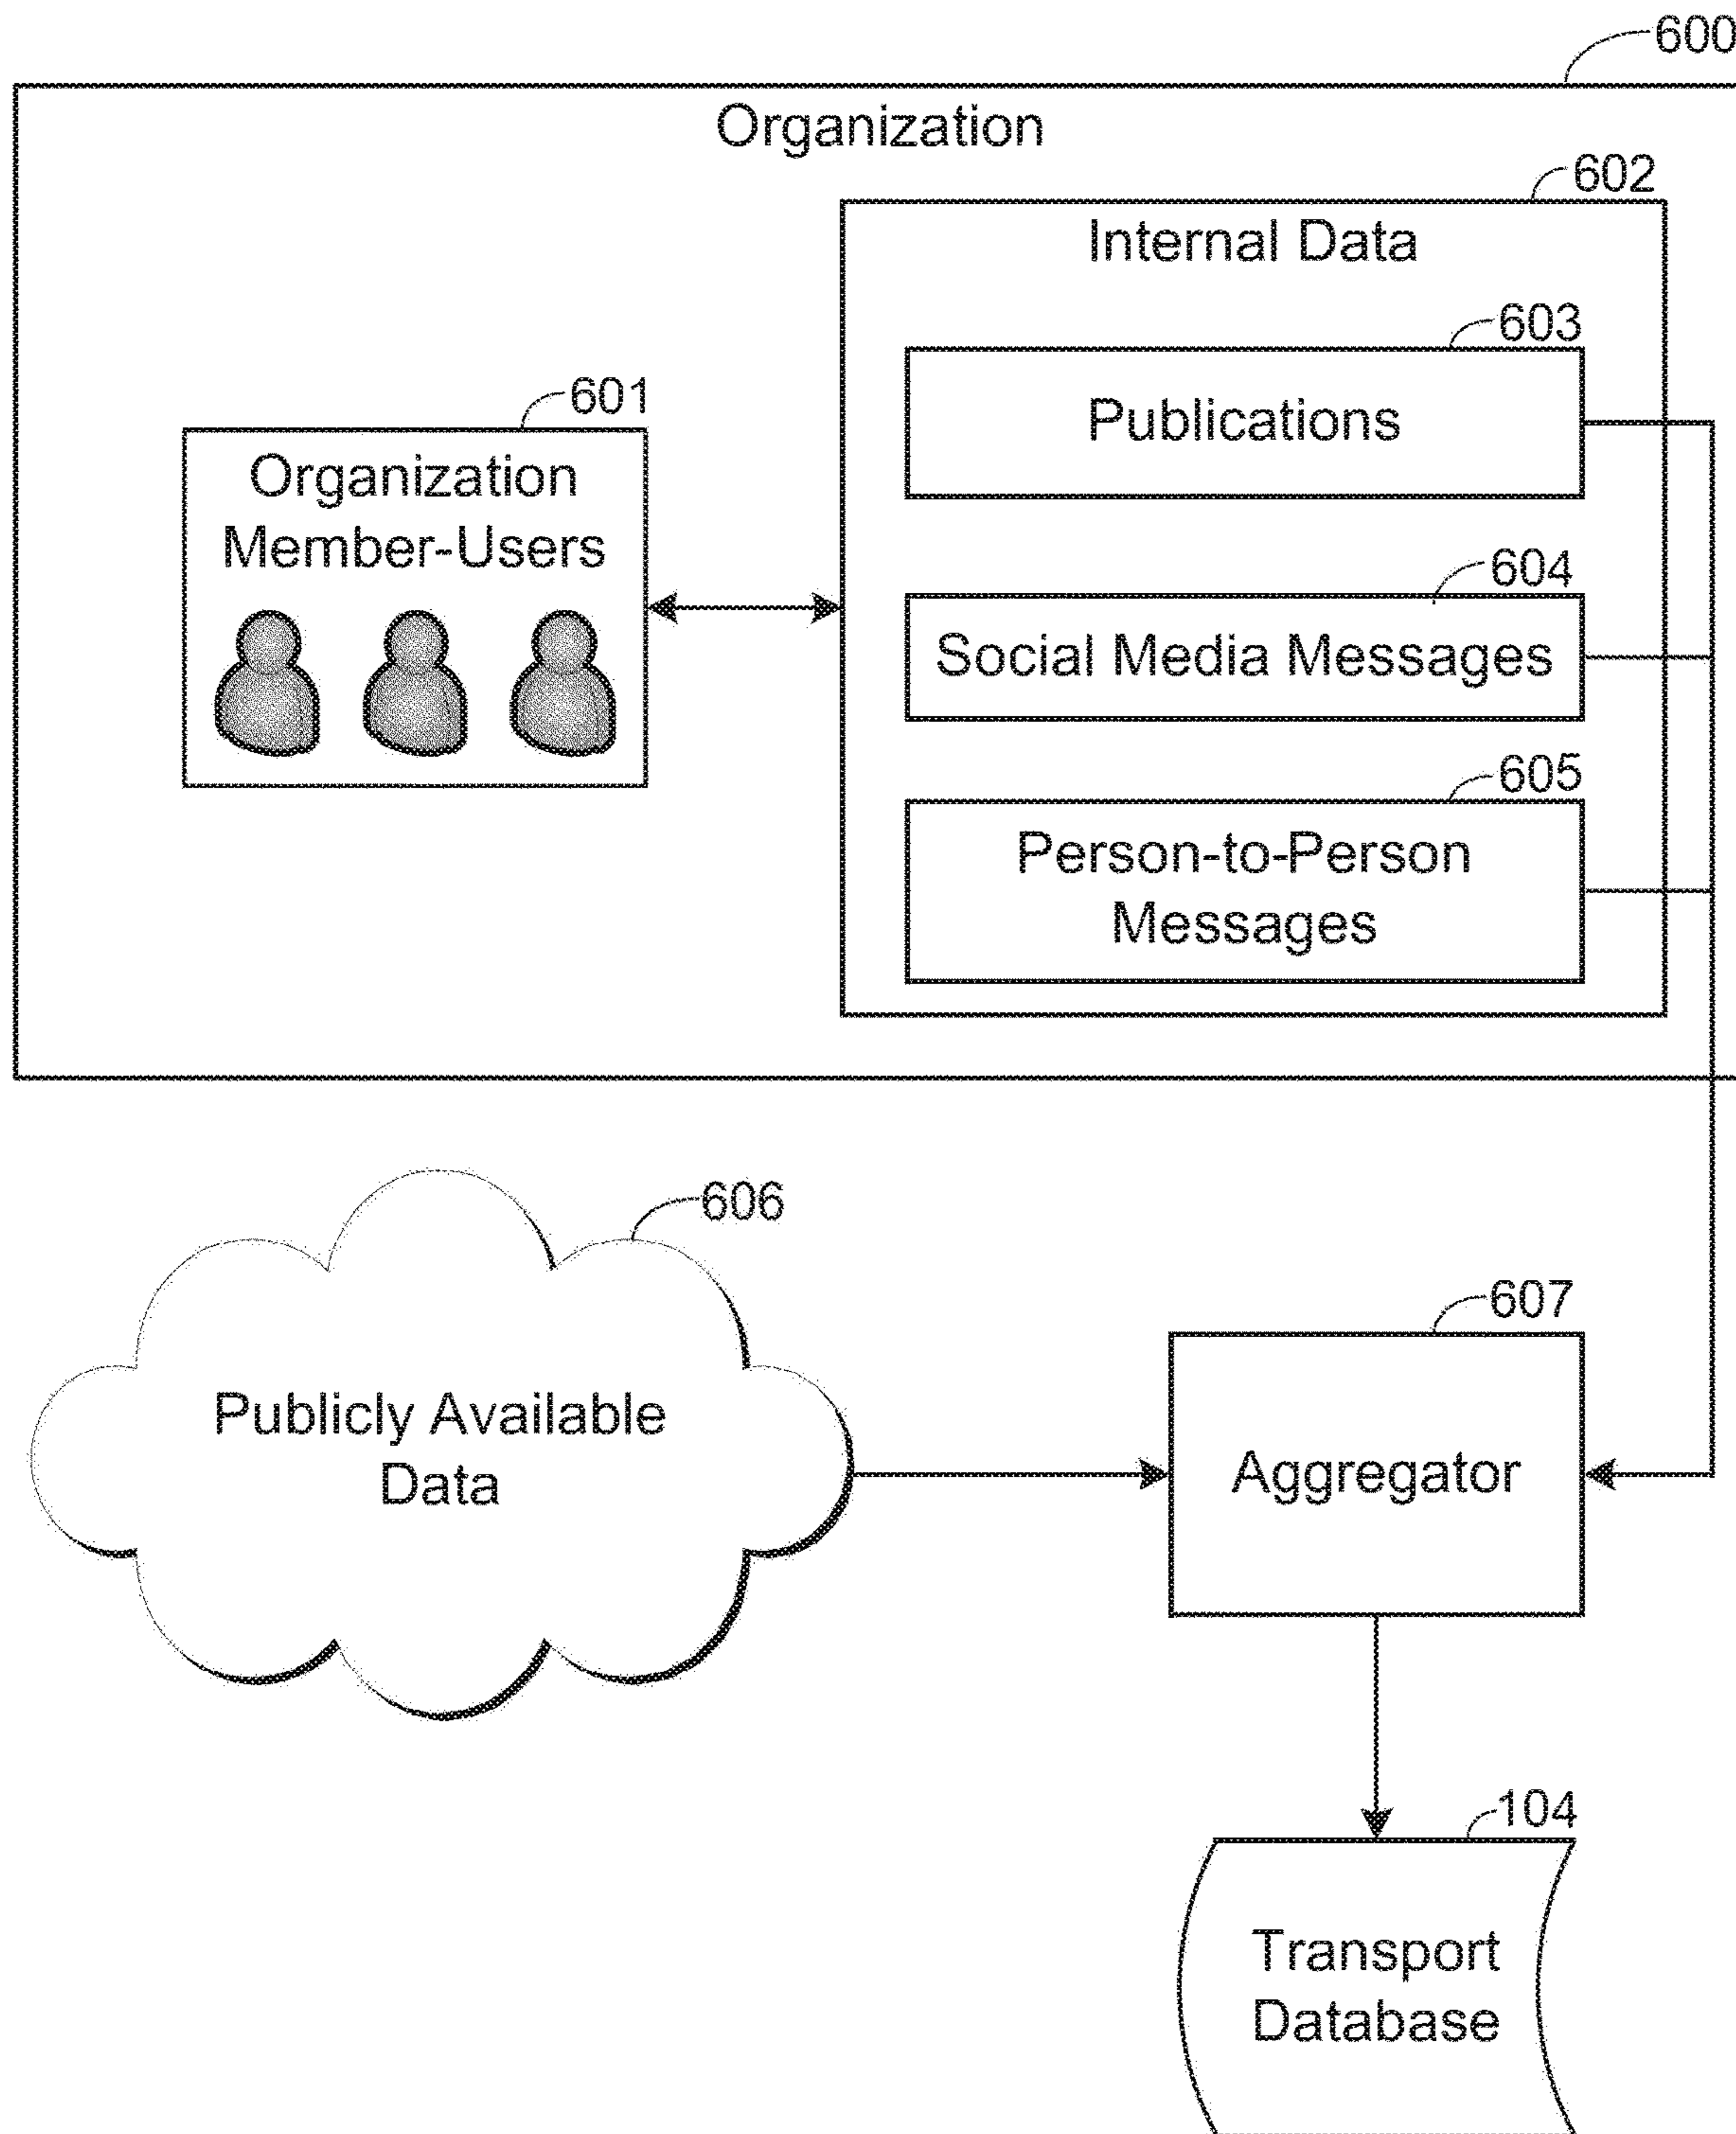 600
Organization
602
Internal Data
603
Publications
601
Organization
Member-Users
604
Social Media Messages
605
Person-to-Person
Messages
606
Publicly Available
Data
607
Aggregator
104
Transport
Database